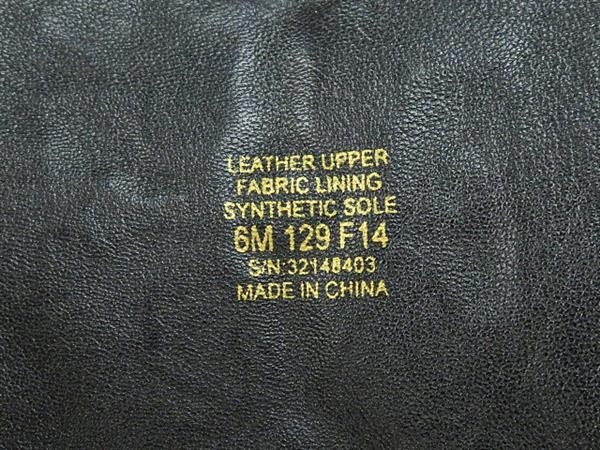 LEATHER UPPER
FABRIC LINING
SYNTHETIC SOLE
6M 129 F14
S/N:32148403
MADE IN CHINA